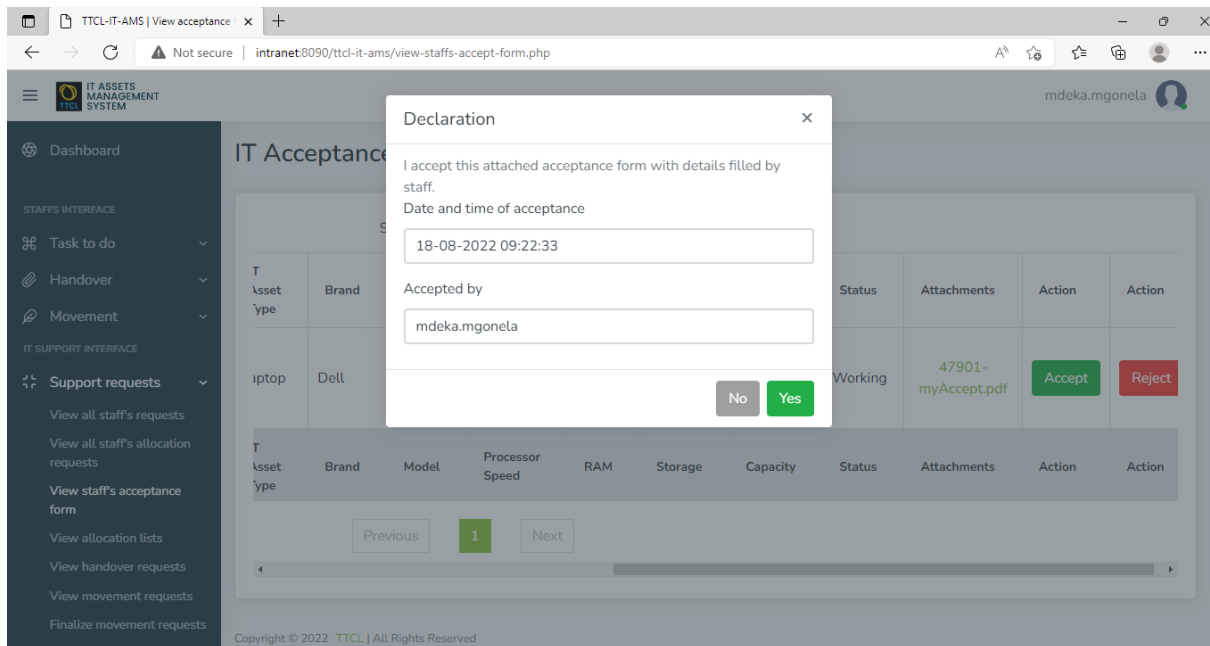 TTCL-IT-AMS | View acceptance
Not secure | intranet:8090/ttcl-it-ams/view-staffs-accept-form.php
TTCL
IT ASSETS
MANAGEMENT
SYSTEM
mdeka.mgonela
Dashboard
STAFFS INTERFACE
Task to do
Handover
Movement
IT SUPPORT INTERFACE
Support requests
View all staff's requests
View all staff's allocation
requests
View staff's acceptance
form
View allocation lists
View handover requests
View movement requests
Finalize movement requests
IT Acceptance
Declaration
I accept this attached acceptance form with details filled by
staff.
Date and time of acceptance
18-08-2022 09:22:33
Accepted by
mdeka.mgonela
No Yes
Brand Status Attachments Action Action
Dell Working 47901-
myAccept.pdf
Accept Reject
Brand Model Processor
Speed RAM Storage Capacity Status Attachments Action Action
Previous 1 Next
Copyright © 2022 TTCL | All Rights Reserved